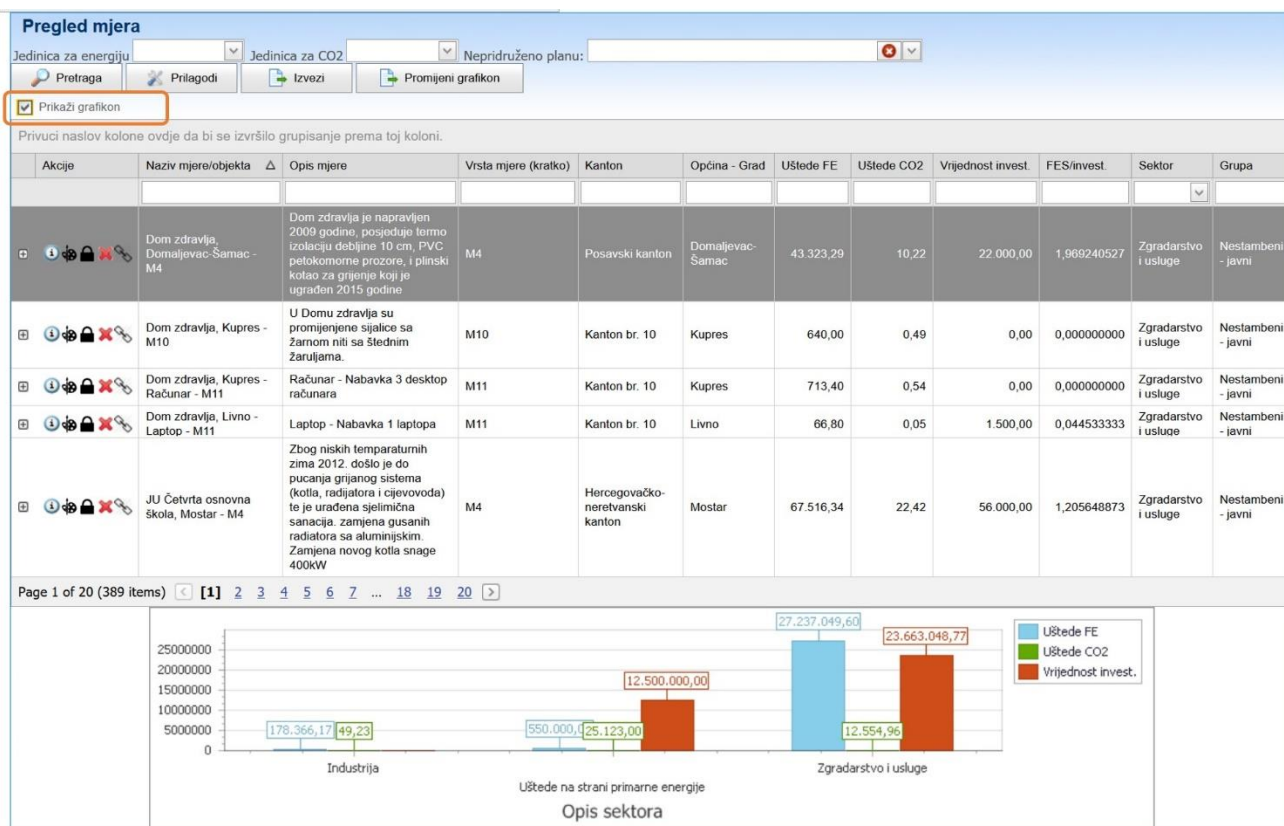 Pregled mjera
Jedinica za energiju Jedinica za CO2 Nepridruženo planu:
Pretraga Prilagodi Izvezi Promijeni grafikon
Prikaži grafikon
Privuci naslov kolone ovdje da bi se izvršilo grupisanje prema toj koloni.
Akcije Naziv mjere/objekta Opis mjere Vrsta mjere (kratko) Kanton Općina - Grad Uštede FE Uštede CO2 Vrijednost invest. FES/invest. Sektor Grupa
Dom zdravlja,
Domaljevac-Šamac -
M4
Dom zdravlja je napravljen
2009 godine, posjeduje termo
izolaciju debljine 10 cm, PVC
petokomorne prozore, i plinski
kotao za grijenje koji je
ugrađen 2015 godine
M4
Posavski kanton
Domaljevac-
Šamac
43.323,29
10,22
22.000,00
1,969240527
Zgradarstvo
i usluge
Nestambeni
- javni
Dom zdravlja, Kupres -
M10
U Domu zdravlja su
promijenjene sijalice sa
žarnom niti sa štednim
žaruljama.
M10
Kanton br. 10
Kupres
640,00
0,49
0,00
0,000000000
Zgradarstvo
i usluge
Nestambeni
- javni
Dom zdravlja, Kupres -
Računar - M11
Računar - Nabavka 3 desktop
računara
M11
Kanton br. 10
Kupres
713,40
0,54
0,00
0,000000000
Zgradarstvo
i usluge
Nestambeni
- javni
Dom zdravlja, Livno -
Laptop - M11
Laptop - Nabavka 1 laptopa
M11
Kanton br. 10
Livno
66,80
0,05
1.500,00
0,044533333
Zgradarstvo
i usluge
Nestambeni
- javni
JU Četvrta osnovna
škola, Mostar - M4
Zbog niskih temparaturnih
zima 2012. došlo je do
pucanja grijanog sistema
(kotla, radijatora i cijevovoda)
te je urađena sjelimična
sanacija. zamjena gusanih
radiatora sa aluminijskim.
Zamjena novog kotla snage
400kW
M4
Hercegovačko-
neretvanski
kanton
Mostar
67.516,34
22,42
56.000,00
1,205648873
Zgradarstvo
i usluge
Nestambeni
- javni
Page 1 of 20 (389 items) [1] 2 3 4 5 6 7 ... 18 19 20
27.237.049,60
23.663.048,77
12.500.000,00
178.366,17 49,23
25.123,00
12.554,96
25000000
20000000
15000000
10000000
5000000
0
Industrija
Uštede na strani primarne energije
Zgradarstvo i usluge
Opis sektora
Uštede FE
Uštede CO2
Vrijednost invest.